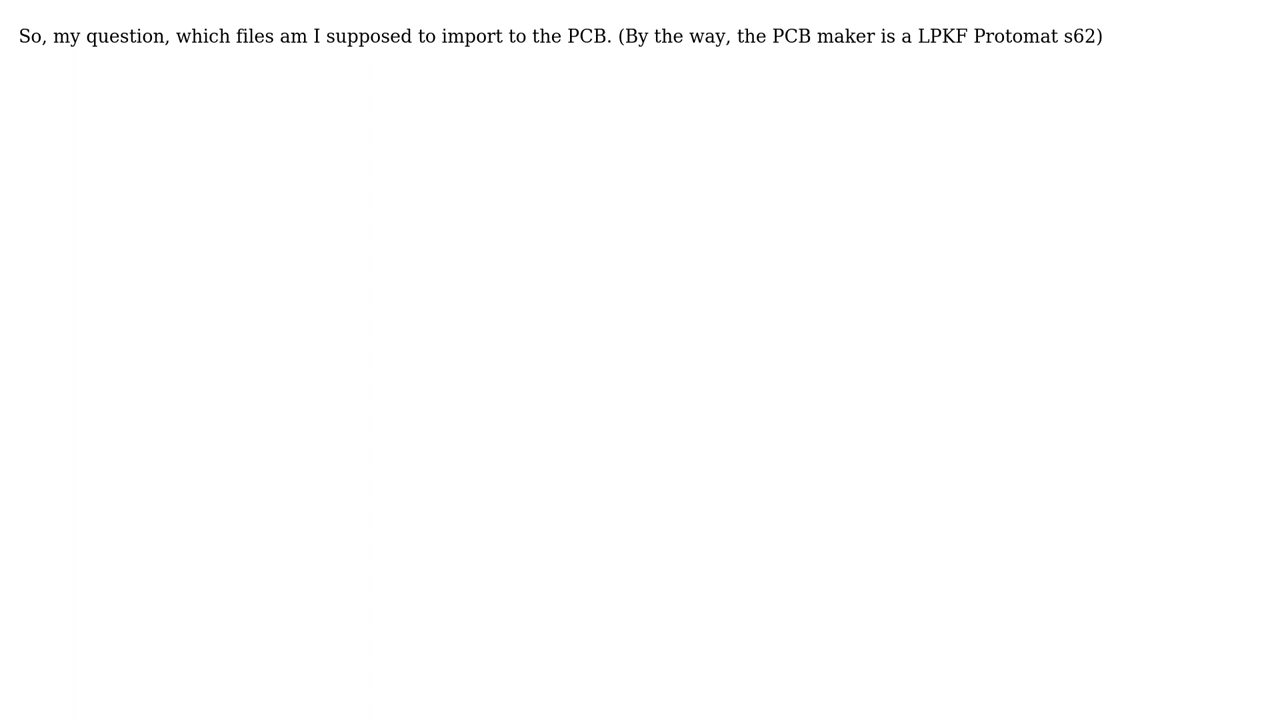 So, my question, which files am I supposed to import to the PCB. (By the way, the PCB maker is a LPKF Protomat s62)